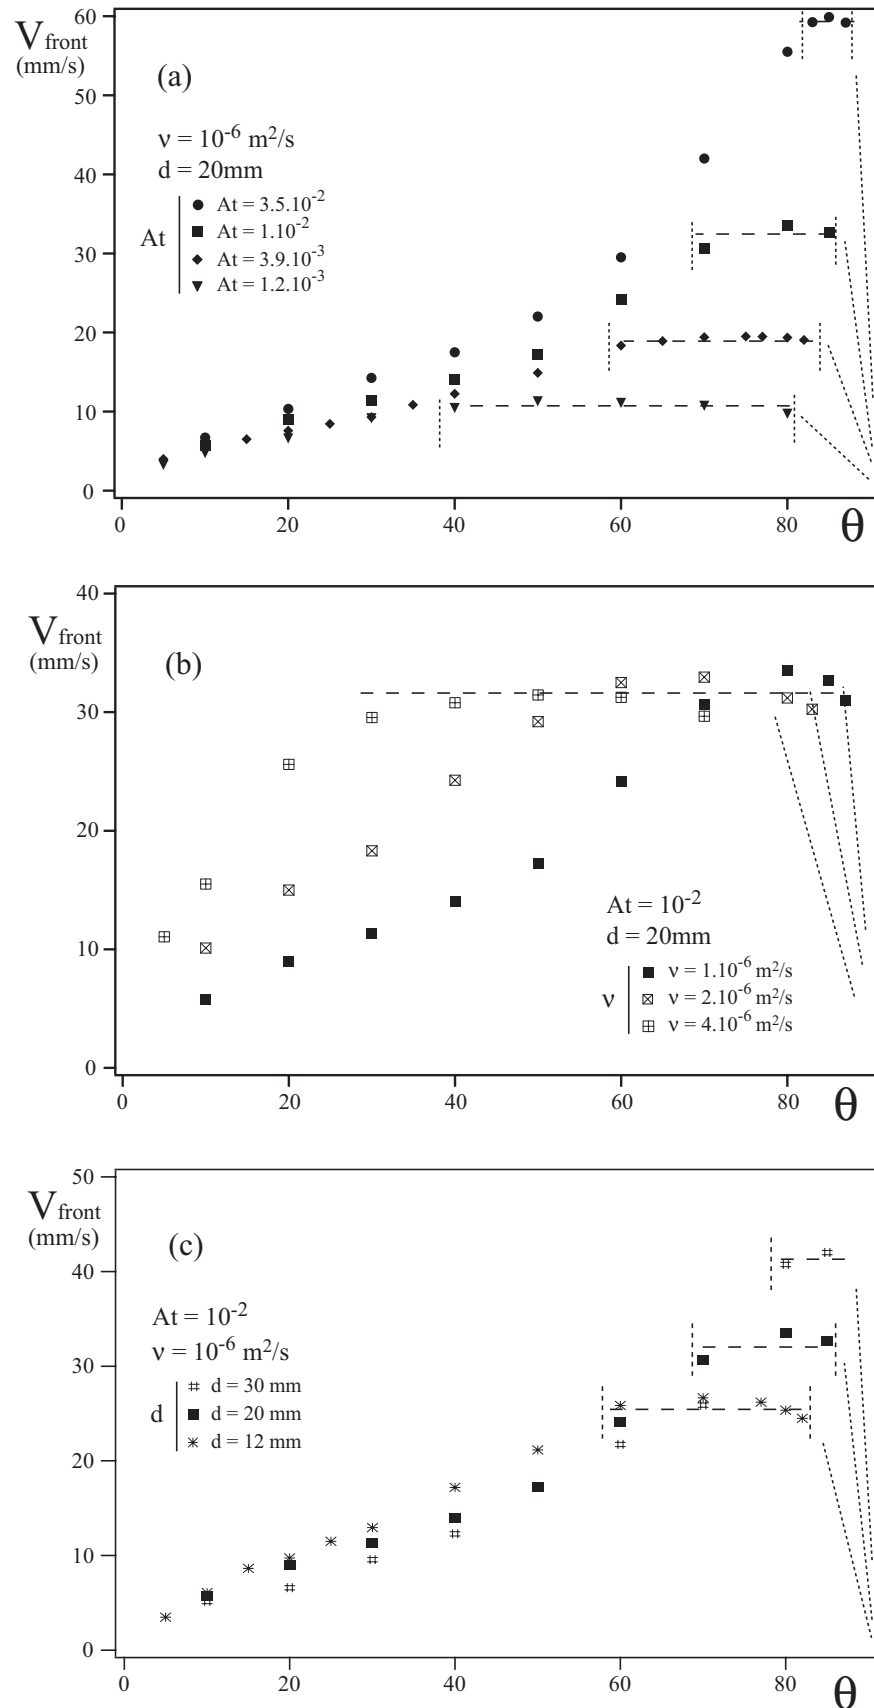 60
V front
(mm/s)
(a)
50
ν = 10-6 m2/s
d = 20mm
40
At = 3.5.10-2
At
At = 1.10-2
30
At = 3.9.10-3
At = 1.2.10-3
20
10
0
0 20 40 60 80 θ
40
V front
(mm/s)
(b)
30
20
At = 10-2
d = 20mm
10
ν = 1.10-6 m2/s
ν
ν = 2.10-6 m2/s
ν = 4.10-6 m2/s
0
0 20 40 60 80 θ
50
V front
(mm/s)
(c)
40
At = 10-2
ν = 10-6 m2/s
30
d = 30 mm
d
d = 20 mm
d = 12 mm
20
10
0
0 20 40 60 80 θ